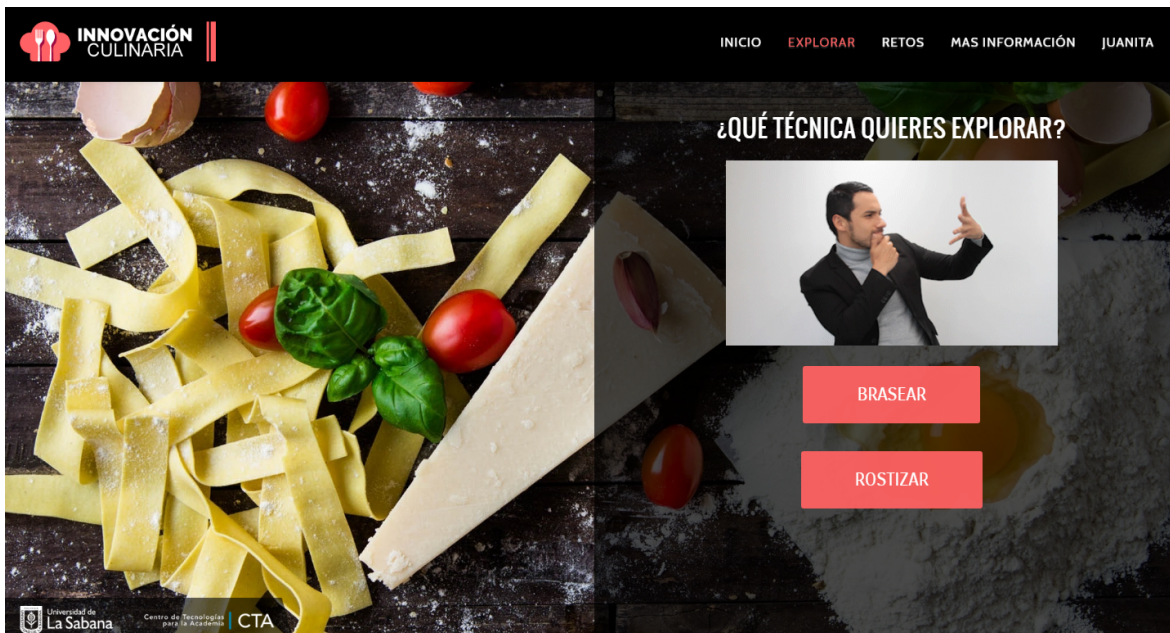 INNOVACIÓN
CULINARIA
INICIO EXPLORAR RETOS MAS INFORMACIÓN JUANITA
¿QUÉ TÉCNICA QUIERES EXPLORAR?
BRASEAR
ROSTIZAR
Universidad de
La Sabana
Centro de Tecnologías
para la Academia
CTA